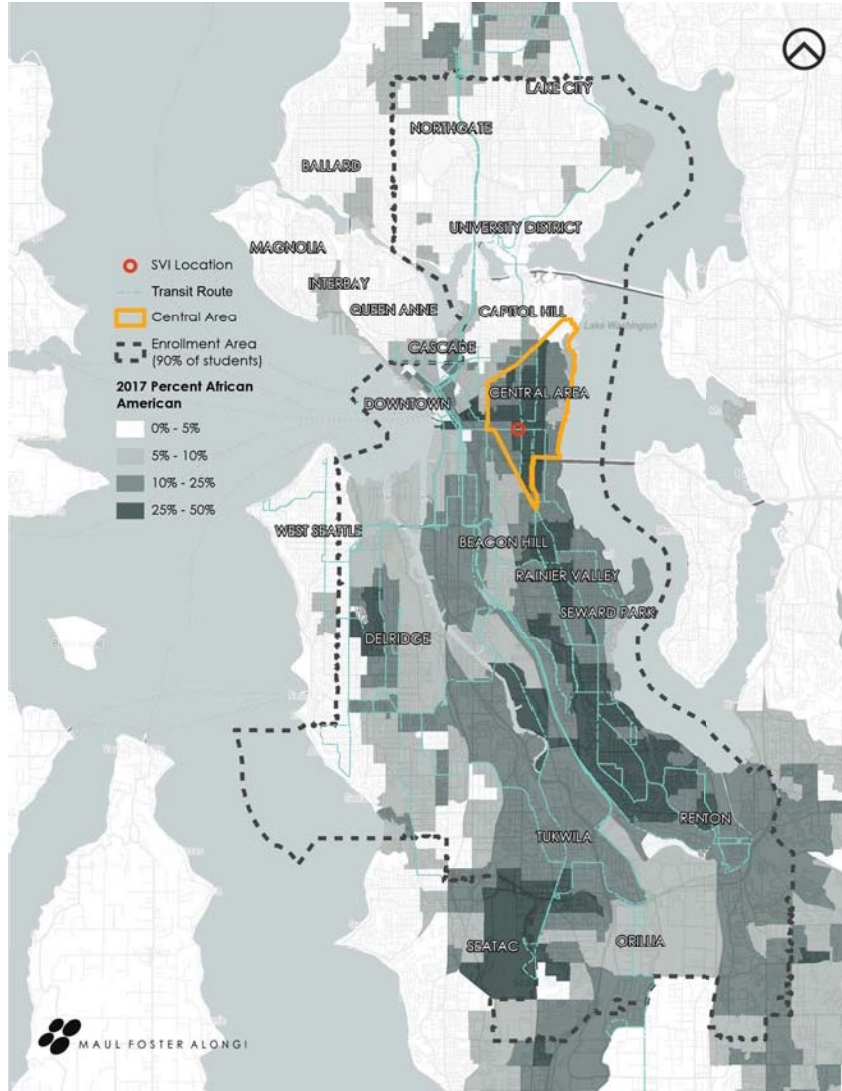 LAKE CITY
NORTHGATE
BALLARD
UNIVERSITY DISTRICT
MAGNOLIA
INTERBAY
QUEEN ANNE
CAPITOL HILL
Lake Washington
CASCADE
CENTRAL AREA
DOWNTOWN
SVI Location
Transit Route
Central Area
Enrollment Area
(90% of students)
2017 Percent African
American
0% - 5%
5% - 10%
10% - 25%
25% - 50%
WEST SEATTLE
BEACON HILL
RAINIER VALLEY
SEWARD PARK
DELRIDGE
RENTON
TUKWILA
SEATAC
ORILLIA
MAUL FOSTER ALONGI